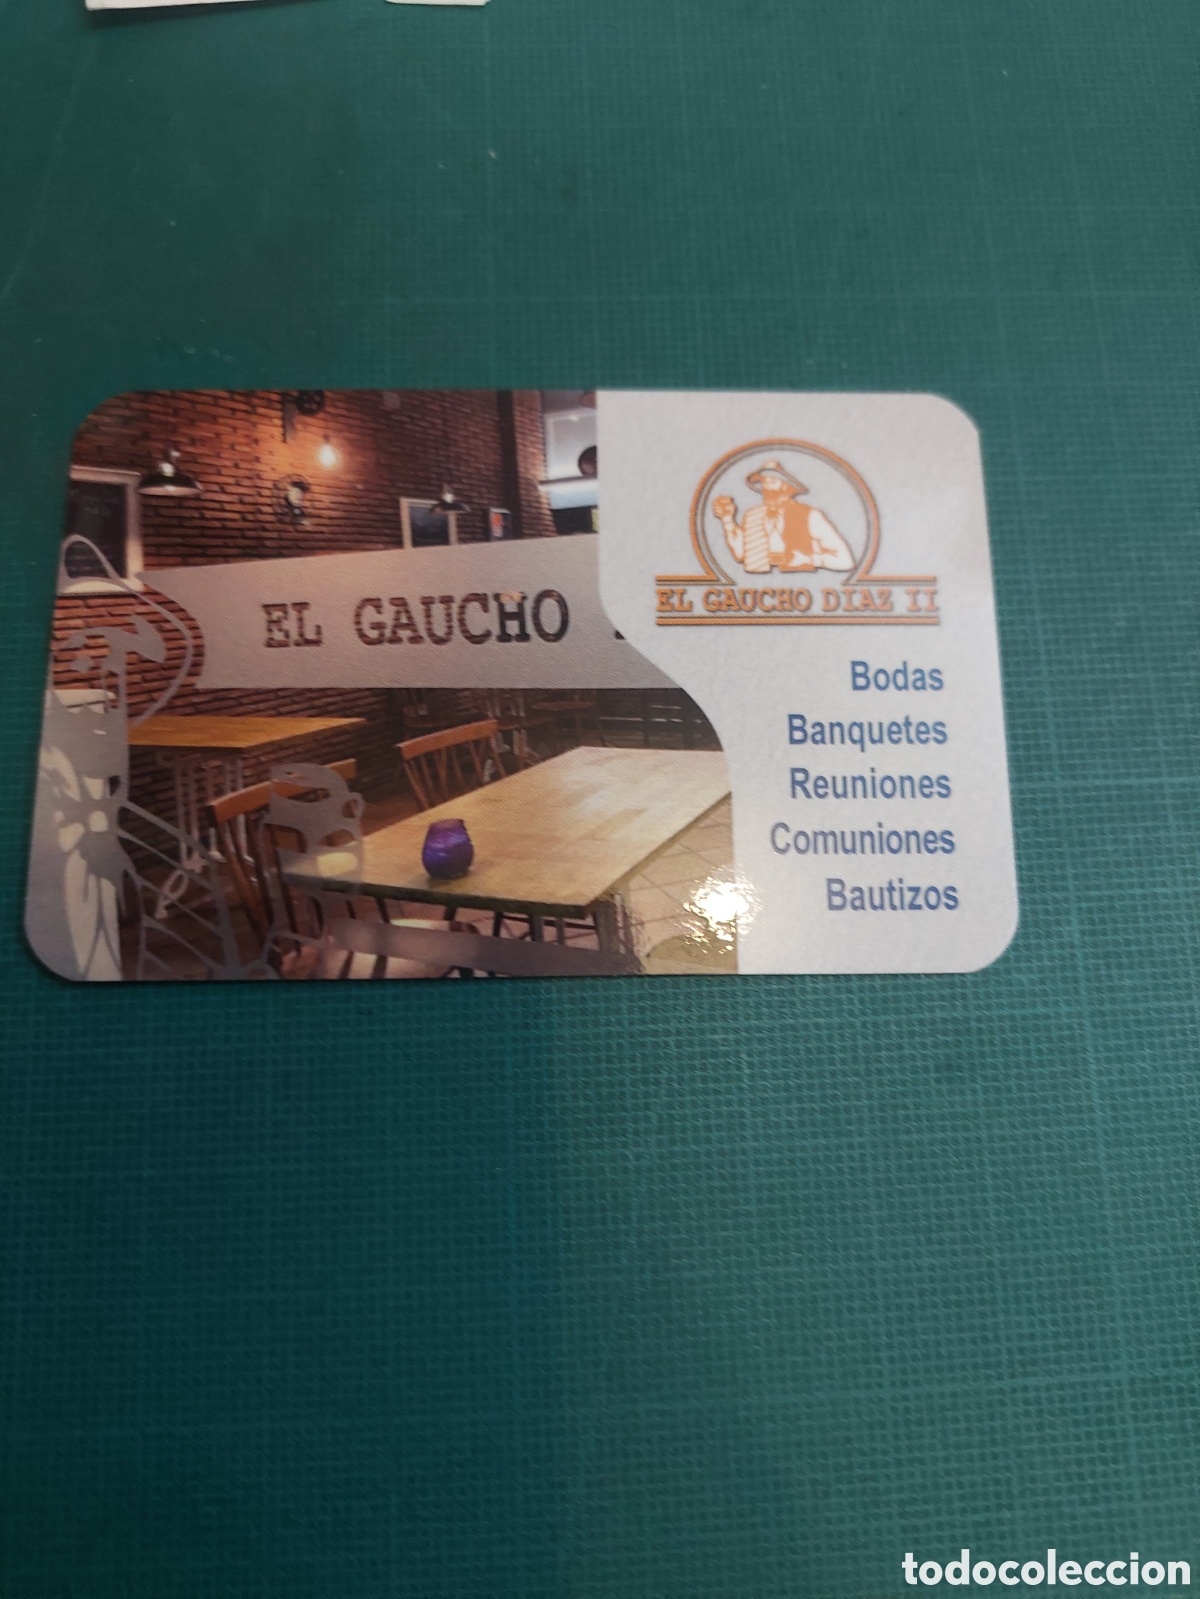 EL GAUCHO
EL GAUCHO DIAZ II
Bodas
Banquetes
Reuniones
Comuniones
Bautizos
todocoleccion